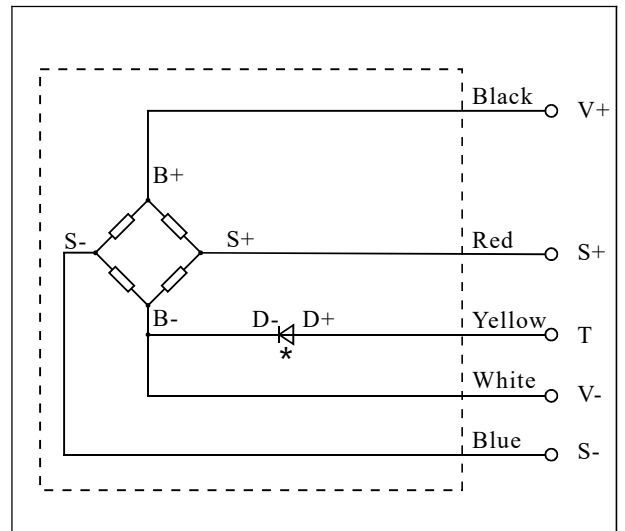 Black V+
B+
S- S+ Red S+
B- D- D+ Yellow T
*
White V-
Blue S-